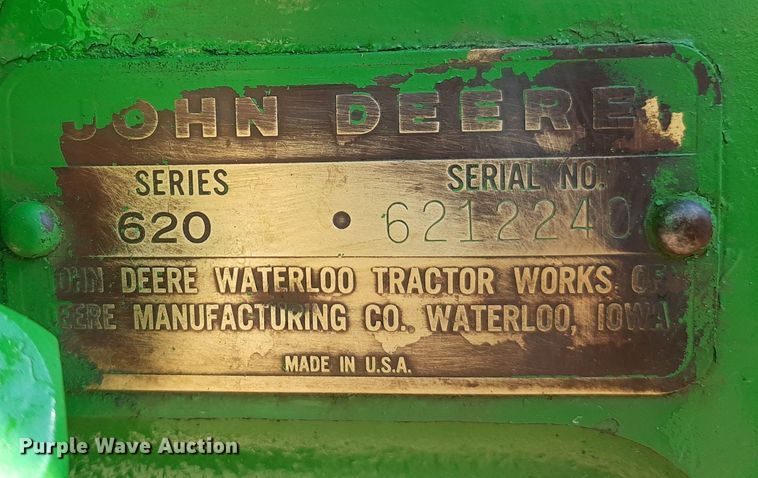 JOHN DEERE
SERIES SERIAL NO.
620 • 6212240
JOHN DEERE WATERLOO TRACTOR WORKS OF
DEERE MANUFACTURING CO. WATERLOO, IOWA
MADE IN U.S.A.
Purple Wave Auction